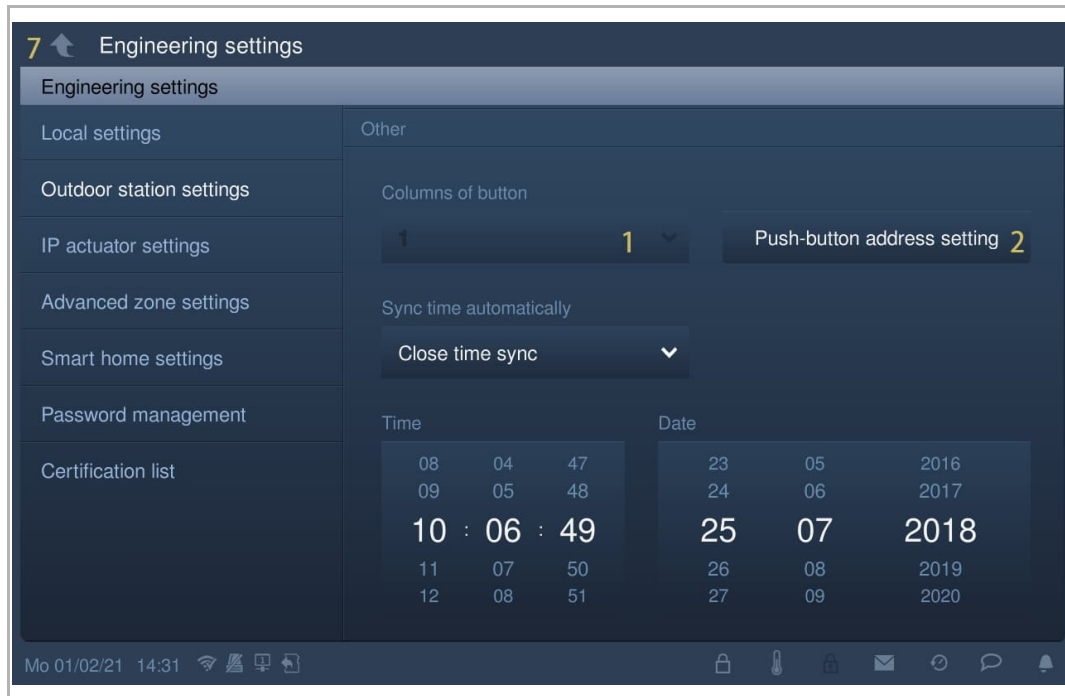 7 Engineering settings
Engineering settings
Local settings
Outdoor station settings
IP actuator settings
Advanced zone settings
Smart home settings
Password management
Certification list
Other
Columns of button
1 1
Push-button address setting 2
Sync time automatically
Close time sync
Time
08 04 47
09 05 48
10 : 06 : 49
11 07 50
12 08 51
Date
23 05 2016
24 06 2017
25 07 2018
26 08 2019
27 09 2020
Mo 01/02/21 14:31